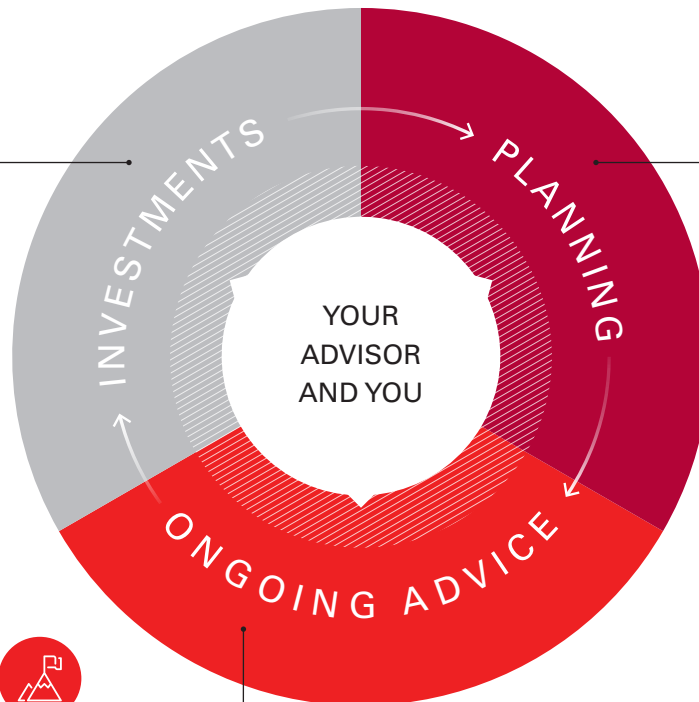 INVESTMENTS
PLANNING
YOUR
ADVISOR
AND YOU
ONGOING ADVICE